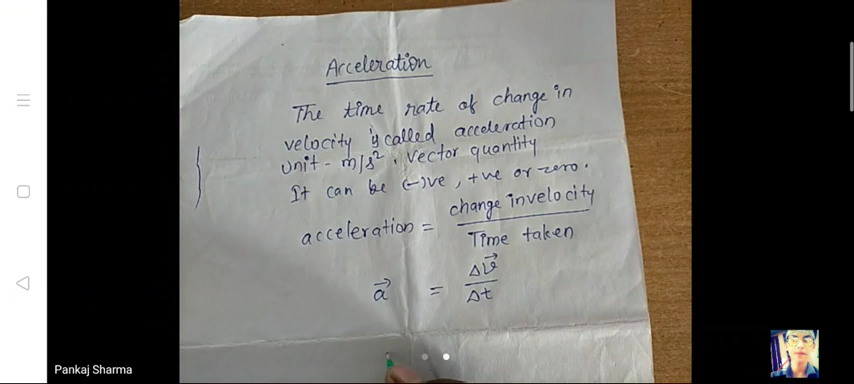 Acceleration
The time rate of change in
velocity is called acceleration
unit - m/s². Vector quantity
It can be (-)ve, +ve or zero.
acceleration = change in velocity / Time taken
a⃗ = Δv⃗ / Δt
Pankaj Sharma